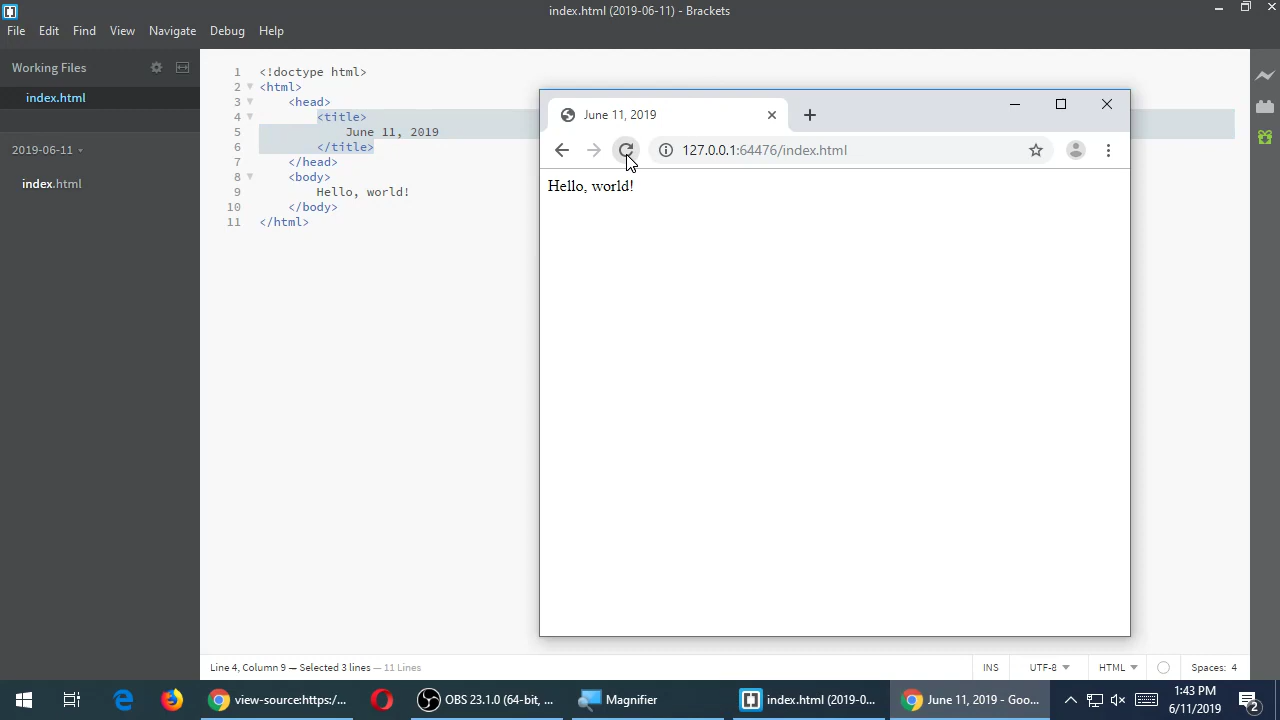 index.html (2019-06-11) - Brackets
File Edit Find View Navigate Debug Help
Working Files
index.html
2019-06-11
index.html
1 <!doctype html>
2 <html>
3 <head>
4 <title>
5 June 11, 2019
6 </title>
7 </head>
8 <body>
9 Hello, world!
10 </body>
11 </html>
June 11, 2019
127.0.0.1:64476/index.html
Hello, world!
Line 4, Column 9 — Selected 3 lines — 11 Lines
INS UTF-8 HTML Spaces: 4
view-source:https:/... OBS 23.1.0 (64-bit, ... Magnifier index.html (2019-0... June 11, 2019 - Goo...
1:43 PM
6/11/2019
2